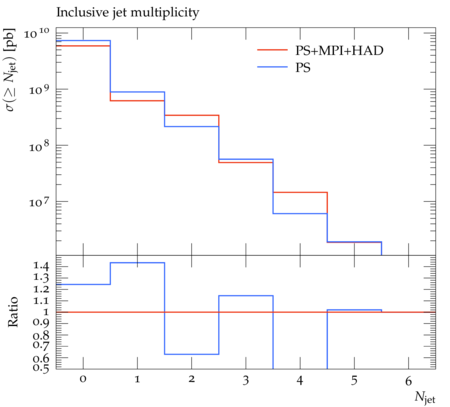 Inclusive jet multiplicity
σ(≥ N_jet) [pb]
10^10
10^9
10^8
10^7
PS+MPI+HAD
PS
Ratio
1.4
1.3
1.2
1.1
1
0.9
0.8
0.7
0.6
0.5
0 1 2 3 4 5 6
N_jet